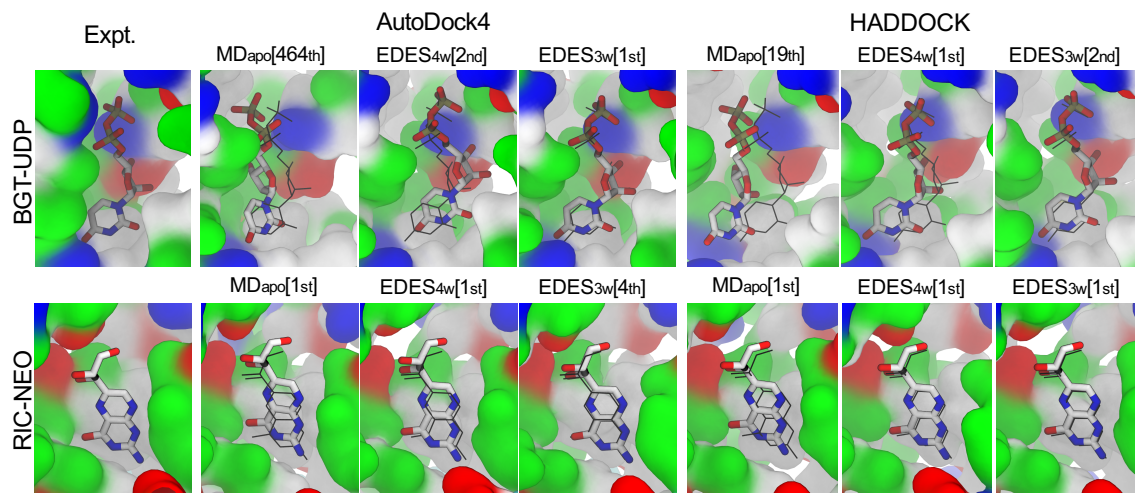 AutoDock4 HADDOCK
Expt. MDapo[464th] EDES4w[2nd] EDES3w[1st] MDapo[19th] EDES4w[1st] EDES3w[2nd]
BGT-UDP
MDapo[1st] EDES4w[1st] EDES3w[4th] MDapo[1st] EDES4w[1st] EDES3w[1st]
RIC-NEO